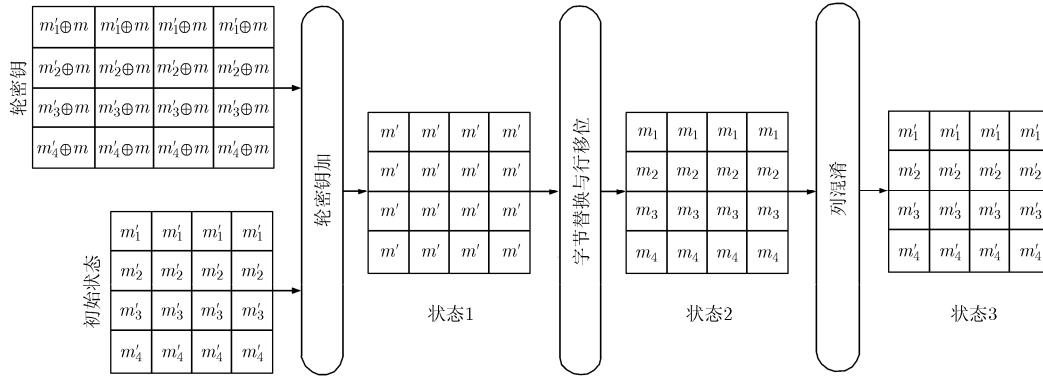 轮密钥
m′₁⊕m m′₁⊕m m′₁⊕m m′₁⊕m
m′₂⊕m m′₂⊕m m′₂⊕m m′₂⊕m
m′₃⊕m m′₃⊕m m′₃⊕m m′₃⊕m
m′₄⊕m m′₄⊕m m′₄⊕m m′₄⊕m
初始状态
m′₁ m′₁ m′₁ m′₁
m′₂ m′₂ m′₂ m′₂
m′₃ m′₃ m′₃ m′₃
m′₄ m′₄ m′₄ m′₄
轮密钥加
m′ m′ m′ m′
m′ m′ m′ m′
m′ m′ m′ m′
m′ m′ m′ m′
状态1
字节替换与行移位
m₁ m₁ m₁ m₁
m₂ m₂ m₂ m₂
m₃ m₃ m₃ m₃
m₄ m₄ m₄ m₄
状态2
列混淆
m′₁ m′₁ m′₁ m′₁
m′₂ m′₂ m′₂ m′₂
m′₃ m′₃ m′₃ m′₃
m′₄ m′₄ m′₄ m′₄
状态3